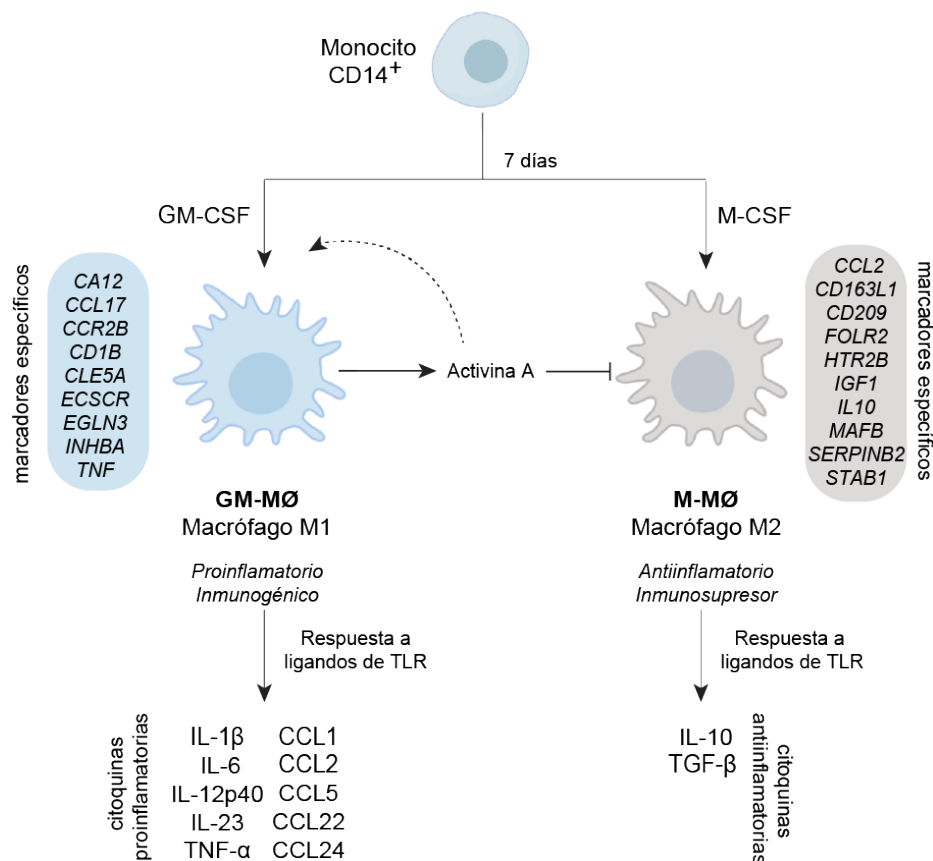 Monocito
CD14+
7 días
GM-CSF
M-CSF
marcadores específicos
CA12
CCL17
CCR2B
CD1B
CLE5A
ECSCR
EGLN3
INHBA
TNF
Activina A
CCL2
CD163L1
CD209
FOLR2
HTR2B
IGF1
IL10
MAFB
SERPINB2
STAB1
marcadores específicos
GM-MØ
Macrófago M1
Proinflamatorio
Inmunogénico
M-MØ
Macrófago M2
Antiinflamatorio
Inmunosupresor
Respuesta a
ligandos de TLR
Respuesta a
ligandos de TLR
citoquinas
proinflamatorias
IL-1β CCL1
IL-6 CCL2
IL-12p40 CCL5
IL-23 CCL22
TNF-α CCL24
IL-10
TGF-β
citoquinas
antiinflamatorias